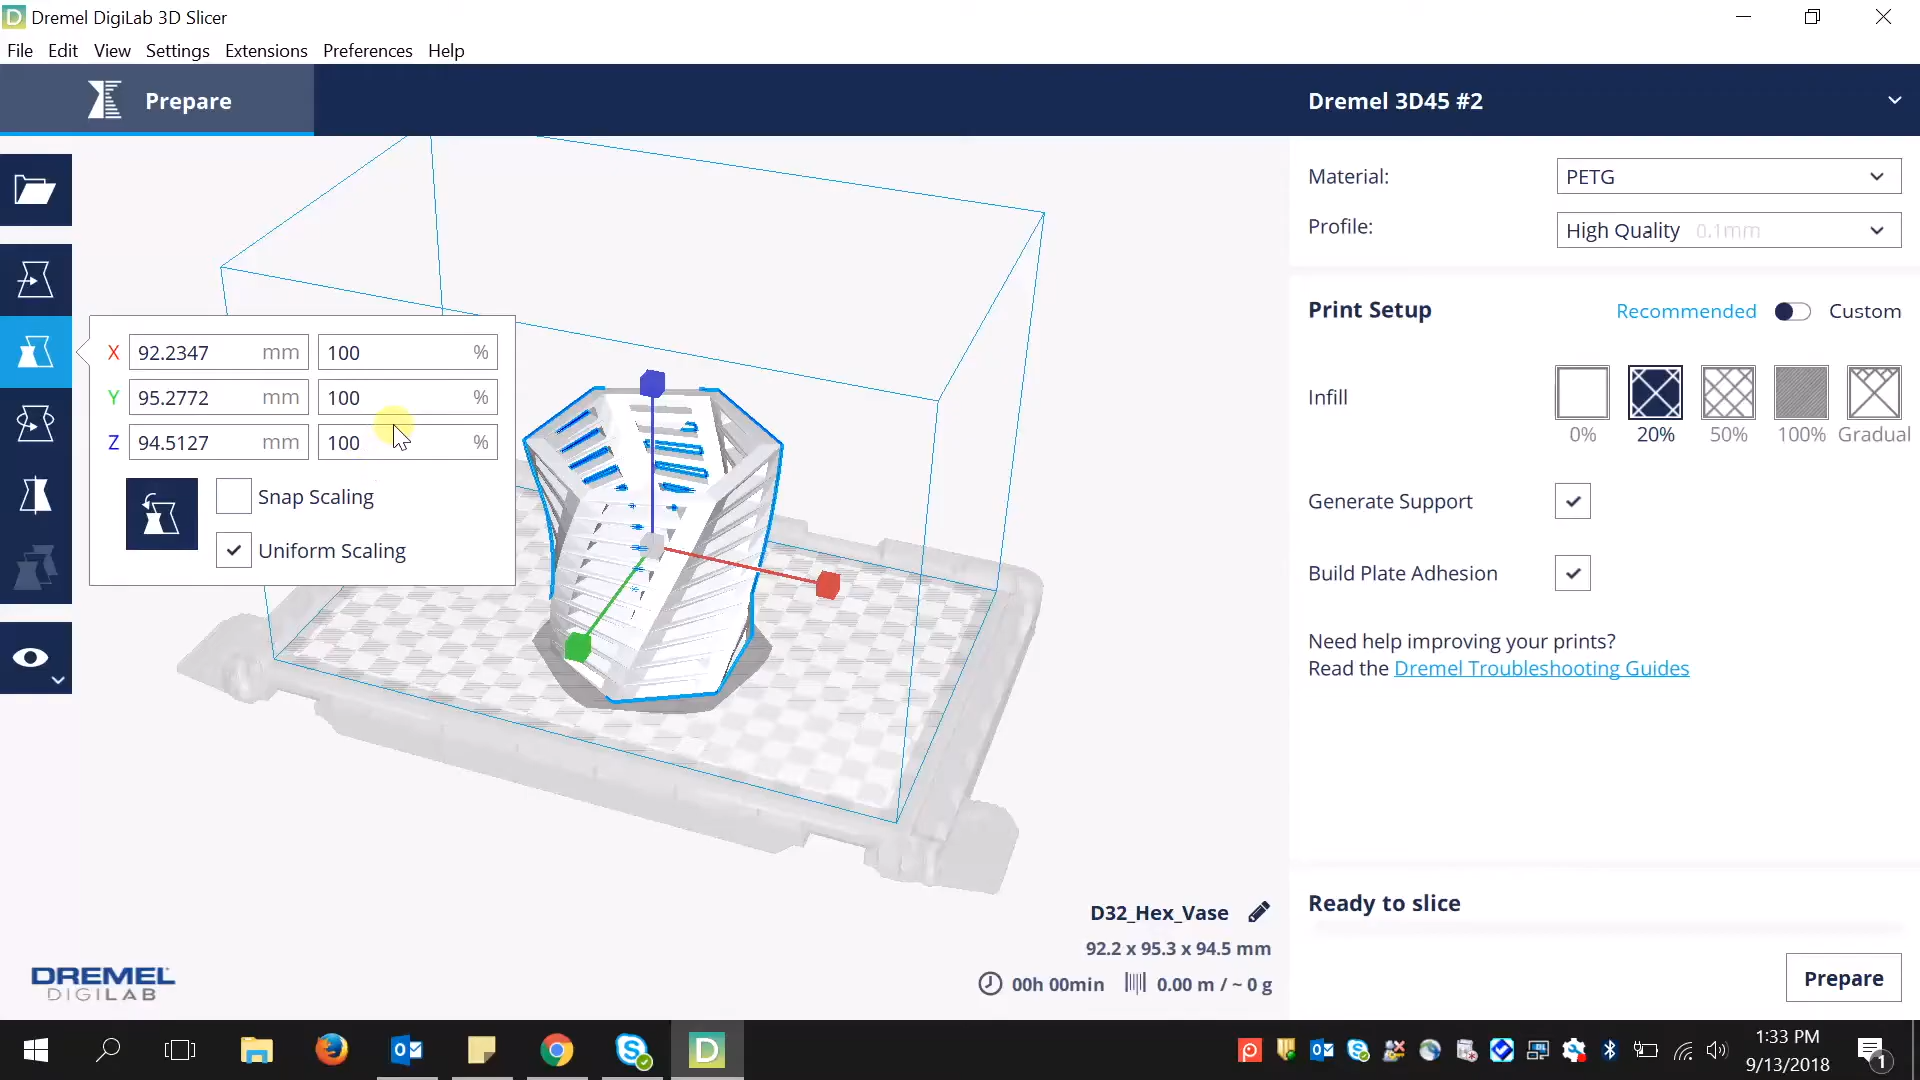 Dremel DigiLab 3D Slicer
File Edit View Settings Extensions Preferences Help
Prepare
Dremel 3D45 #2
Material:
PETG
Profile:
High Quality 0.1mm
X 92.2347 mm 100 %
Y 95.2772 mm 100 %
Z 94.5127 mm 100 %
Snap Scaling
Uniform Scaling
Print Setup
Recommended
Custom
Infill
0% 20% 50% 100% Gradual
Generate Support
Build Plate Adhesion
Need help improving your prints?
Read the Dremel Troubleshooting Guides
D32_Hex_Vase
92.2 x 95.3 x 94.5 mm
00h 00min 0.00 m / ~ 0 g
Ready to slice
Prepare
DREMEL
DIGILAB
1:33 PM
9/13/2018
1